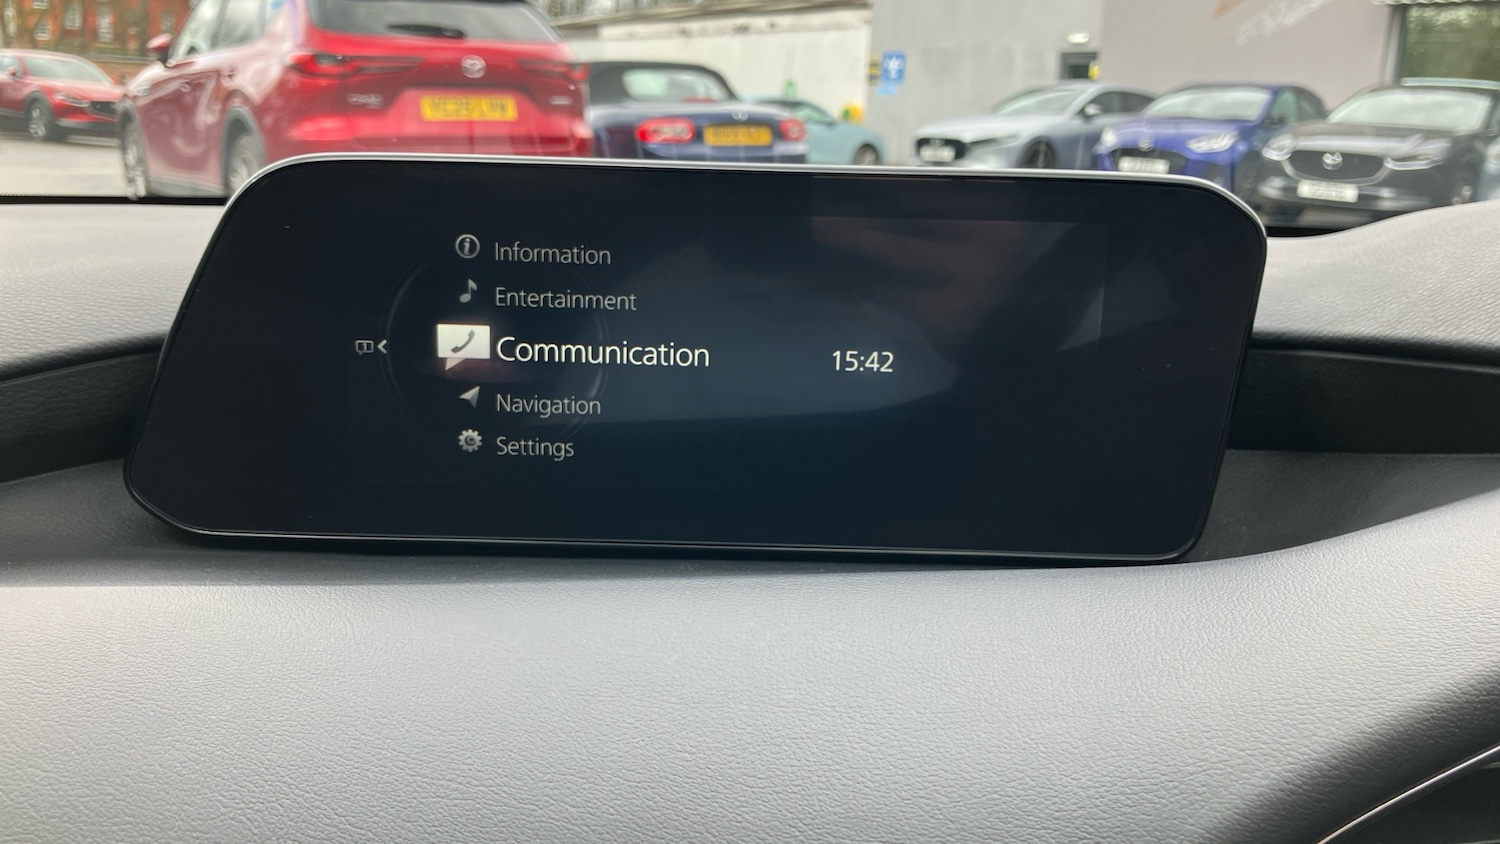 Information
Entertainment
Communication
15:42
Navigation
Settings